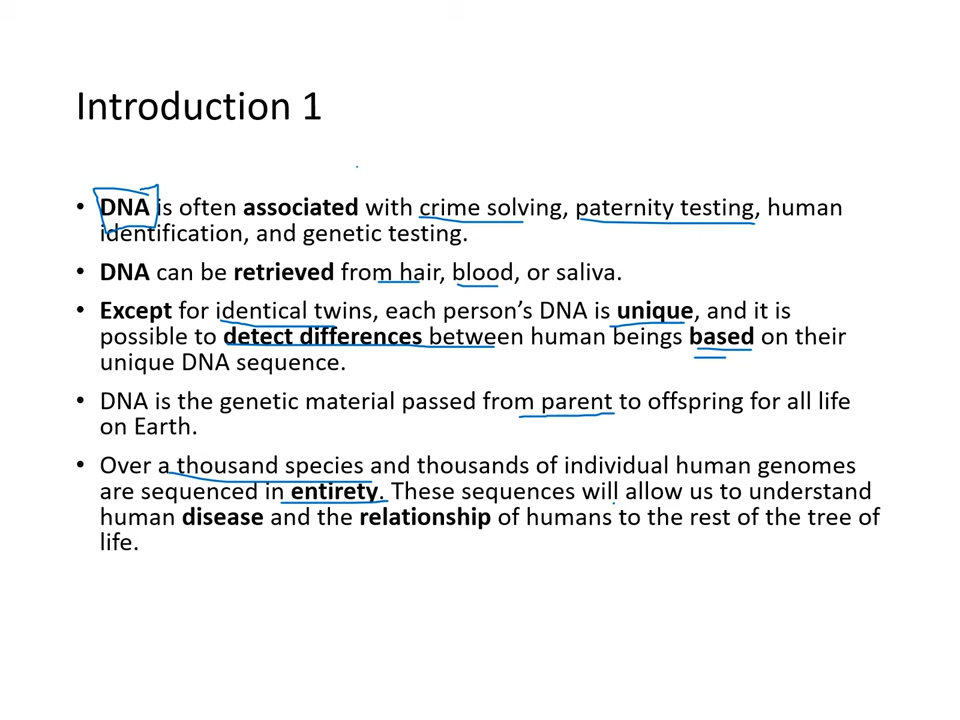 Introduction 1
• DNA is often associated with crime solving, paternity testing, human
identification, and genetic testing.
• DNA can be retrieved from hair, blood, or saliva.
• Except for identical twins, each person’s DNA is unique, and it is
possible to detect differences between human beings based on their
unique DNA sequence.
• DNA is the genetic material passed from parent to offspring for all life
on Earth.
• Over a thousand species and thousands of individual human genomes
are sequenced in entirety. These sequences will allow us to understand
human disease and the relationship of humans to the rest of the tree of
life.